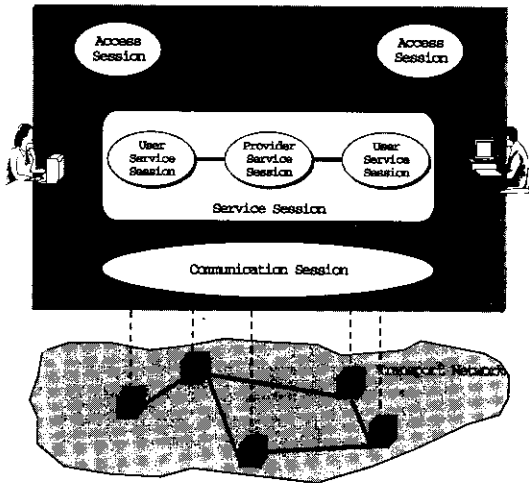 Access
Session
Access
Session
User
Service
Session
Provider
Service
Session
User
Service
Session
Service Session
Communication Session
Transport Network